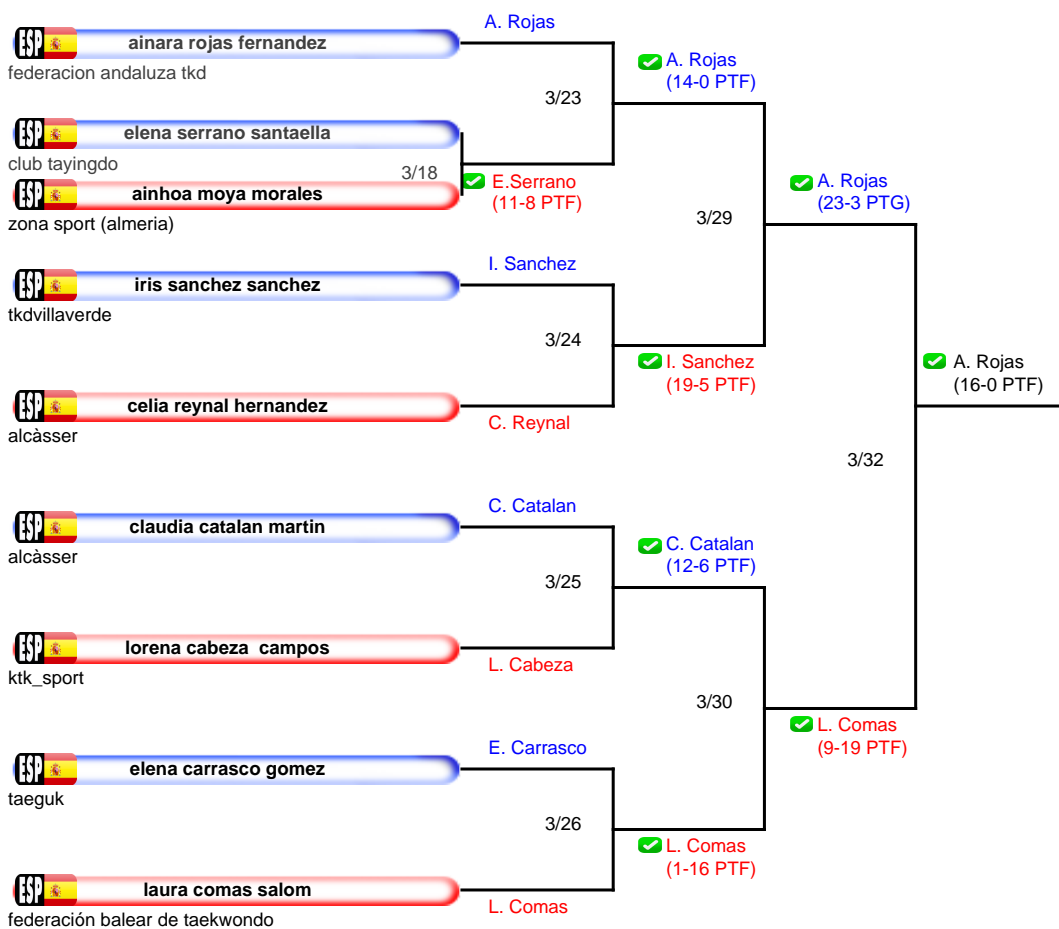 A. Rojas
ESP ainara rojas fernandez
federacion andaluza tkd
A. Rojas
(14-0 PTF)
3/23
ESP elena serrano santaella
club tayingdo
3/18
E.Serrano
(11-8 PTF)
ESP ainhoa moya morales
zona sport (almeria)
A. Rojas
(23-3 PTG)
3/29
I. Sanchez
ESP iris sanchez sanchez
tkdvillaverde
3/24
I. Sanchez
(19-5 PTF)
A. Rojas
(16-0 PTF)
ESP celia reynal hernandez
C. Reynal
alcàsser
3/32
C. Catalan
ESP claudia catalan martin
alcàsser
C. Catalan
(12-6 PTF)
3/25
ESP lorena cabeza campos
L. Cabeza
ktk_sport
3/30
L. Comas
(9-19 PTF)
E. Carrasco
ESP elena carrasco gomez
taeguk
3/26
L. Comas
(1-16 PTF)
ESP laura comas salom
L. Comas
federación balear de taekwondo